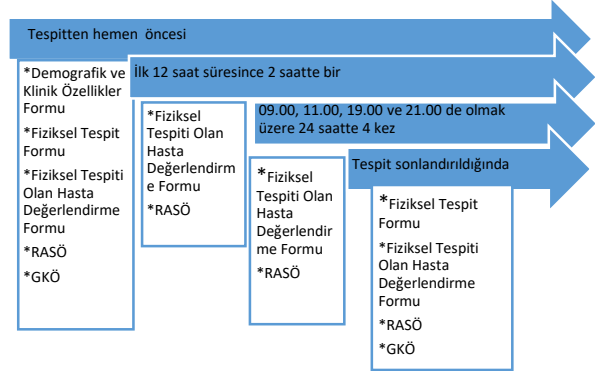 Tespitten hemen öncesi
*Demografik ve
Klinik Özellikler
Formu
*Fiziksel Tespit
Formu
*Fiziksel Tespiti
Olan Hasta
Değerlendirme
Formu
*RASÖ
*GKÖ
İlk 12 saat süresince 2 saatte bir
*Fiziksel
Tespiti Olan
Hasta
Değerlendirm
e Formu
*RASÖ
09.00, 11.00, 19.00 ve 21.00 de olmak
üzere 24 saatte 4 kez
*Fiziksel
Tespiti Olan
Hasta
Değerlendir
me Formu
*RASÖ
Tespit sonlandırıldığında
*Fiziksel Tespit
Formu
*Fiziksel Tespiti
Olan Hasta
Değerlendirme
Formu
*RASÖ
*GKÖ